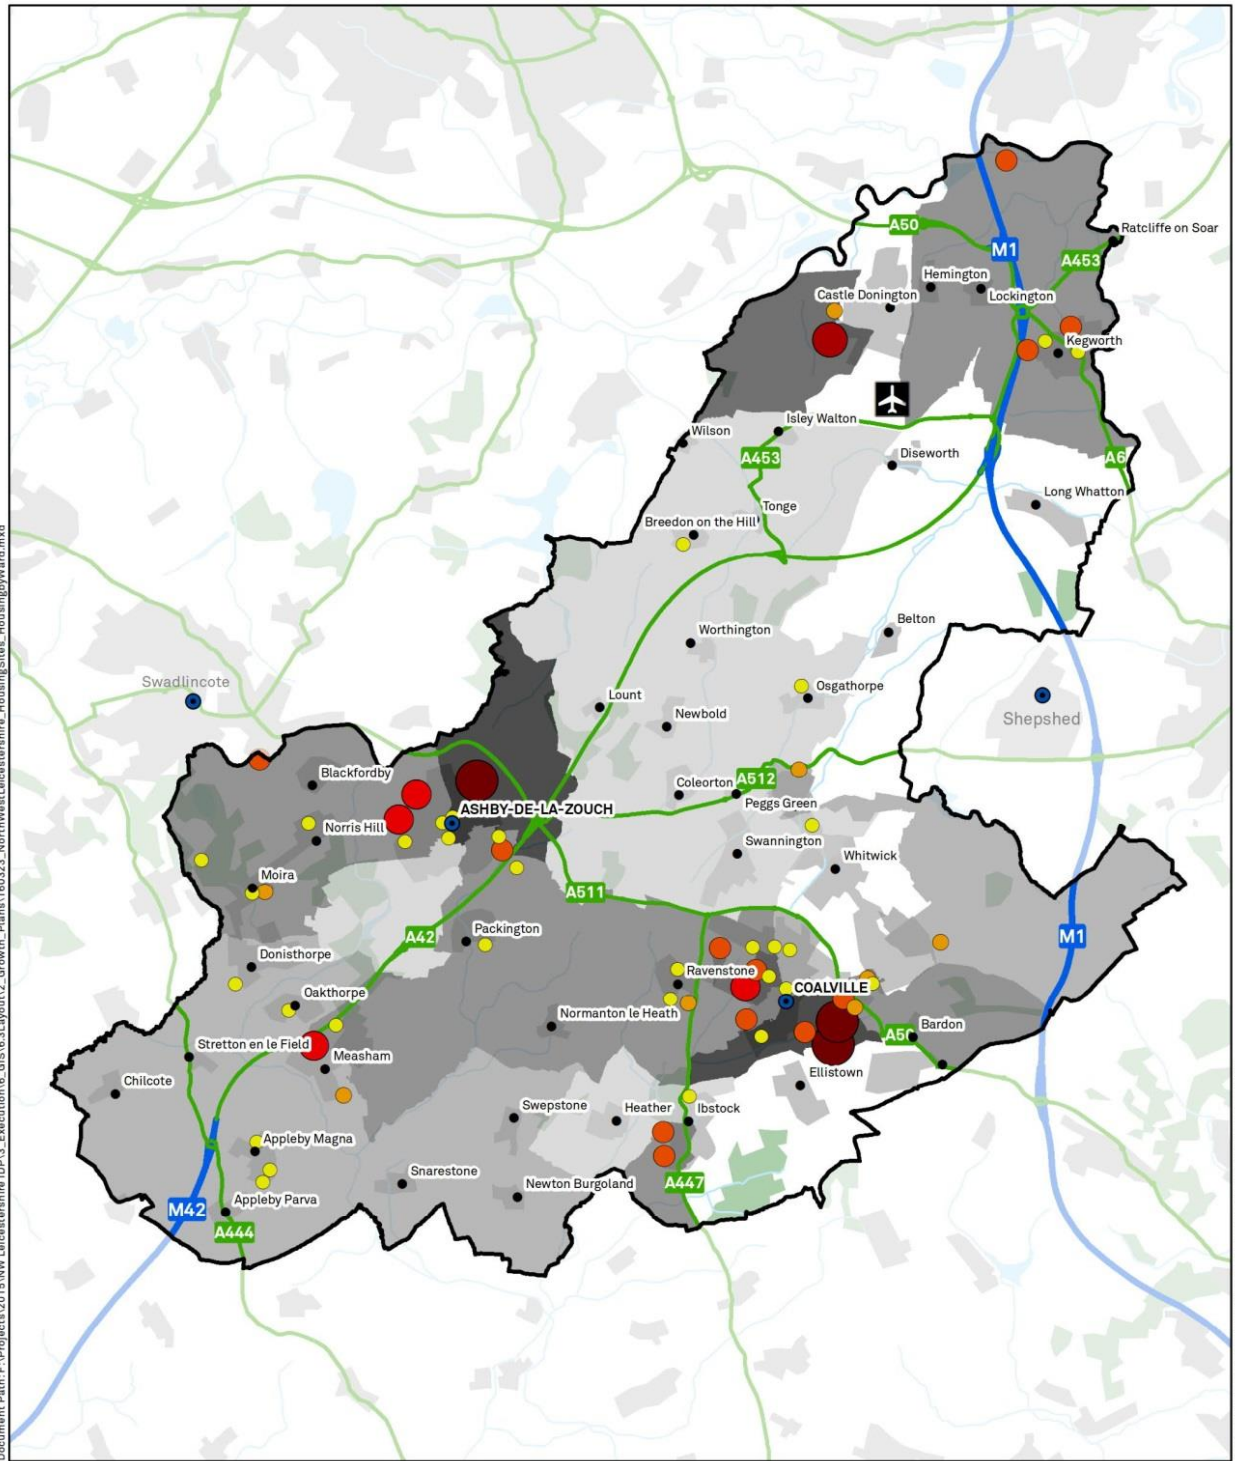 A50
Ratcliffe on Soar
M1
A453
Hemington
Castle Donington
Lockington
Kegworth
Isley Walton
Wilson
A453
Diseworth
A6
Long Whatton
Tonge
Breedon on the Hill
Belton
Worthington
Swadlincote
Osgathorpe
Lount
Shepshed
Newbold
Blackfordby
A512
Coleorton
Peggs Green
ASHBY-DE-LA-ZOUCH
Norris Hill
Swannington
Whitwick
Moira
A511
Packington
A42
M1
Donisthorpe
Ravenstone
COALVILLE
Oakthorpe
Normanton le Heath
Bardon
A50
Stretton en le Field
Measham
Ellistown
Chilcote
Swepstone
Heather
Ibstock
Appleby Magna
Snarestone
Newton Burgoland
A447
Appleby Parva
M42
A444